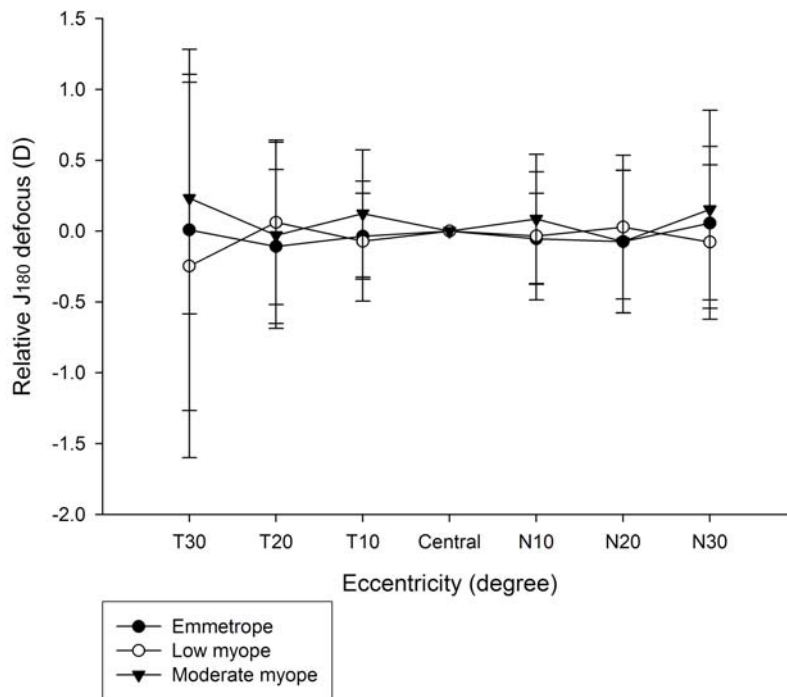 1.5
1.0
0.5
0.0
-0.5
-1.0
-1.5
-2.0
Relative J180 defocus (D)
T30 T20 T10 Central N10 N20 N30
Eccentricity (degree)
Emmetrope
Low myope
Moderate myope